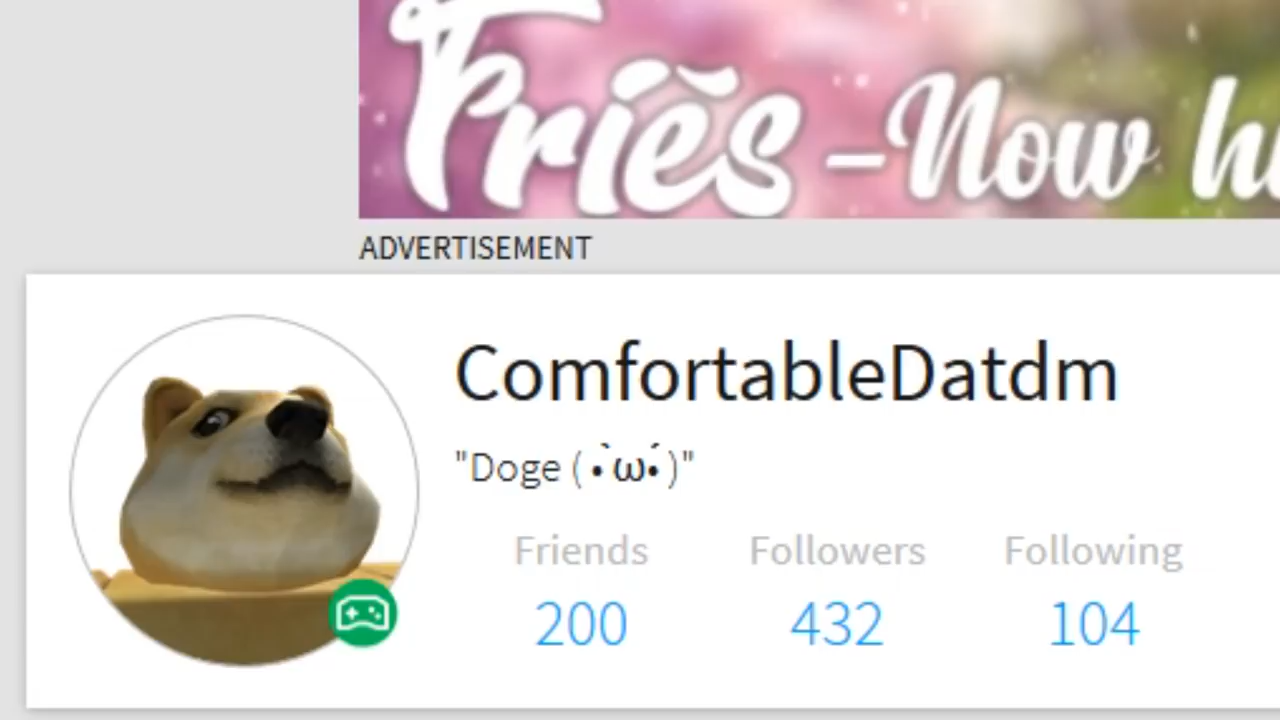 Fries -Now
ADVERTISEMENT
ComfortableDatdm
"Doge ( •̀ω•́ )"
Friends Followers Following
200 432 104